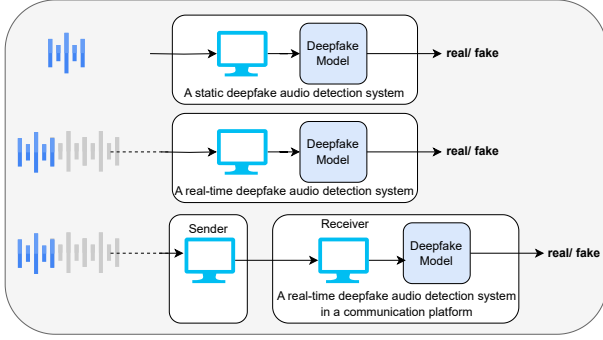 Deepfake
Model
real/ fake
A static deepfake audio detection system
Deepfake
Model
real/ fake
A real-time deepfake audio detection system
Sender
Receiver
Deepfake
Model
real/ fake
A real-time deepfake audio detection system
in a communication platform